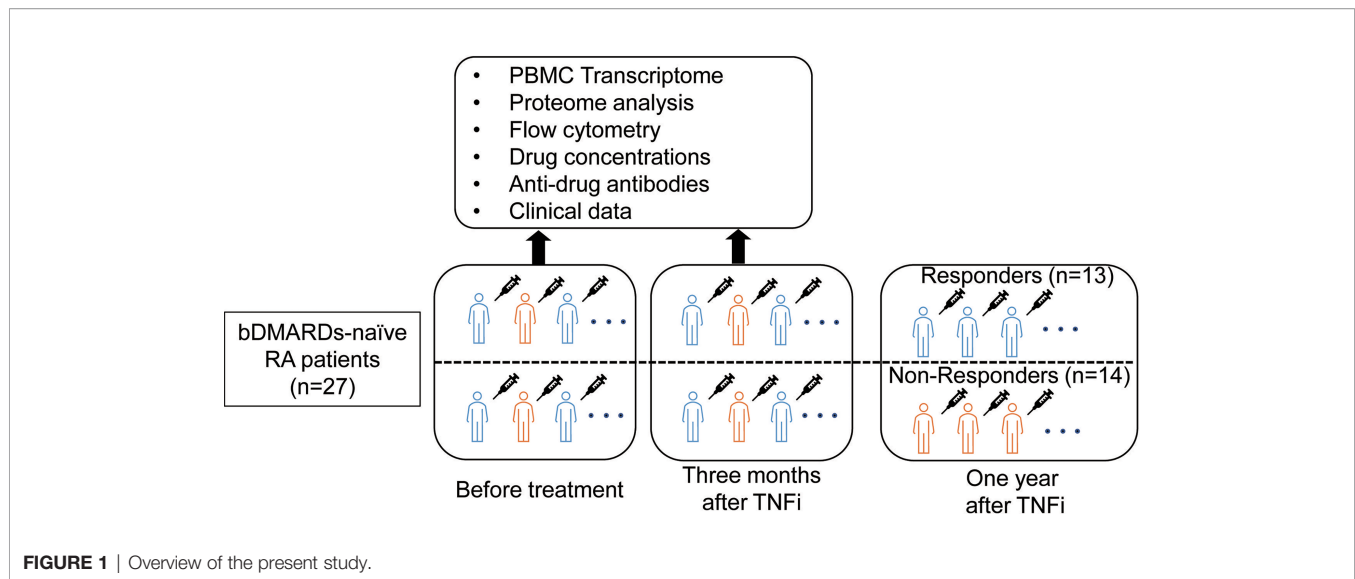 • PBMC Transcriptome
• Proteome analysis
• Flow cytometry
• Drug concentrations
• Anti-drug antibodies
• Clinical data
bDMARDs-naïve
RA patients
(n=27)
Before treatment
Three months
after TNFi
Responders (n=13)
Non-Responders (n=14)
One year
after TNFi
FIGURE 1 | Overview of the present study.